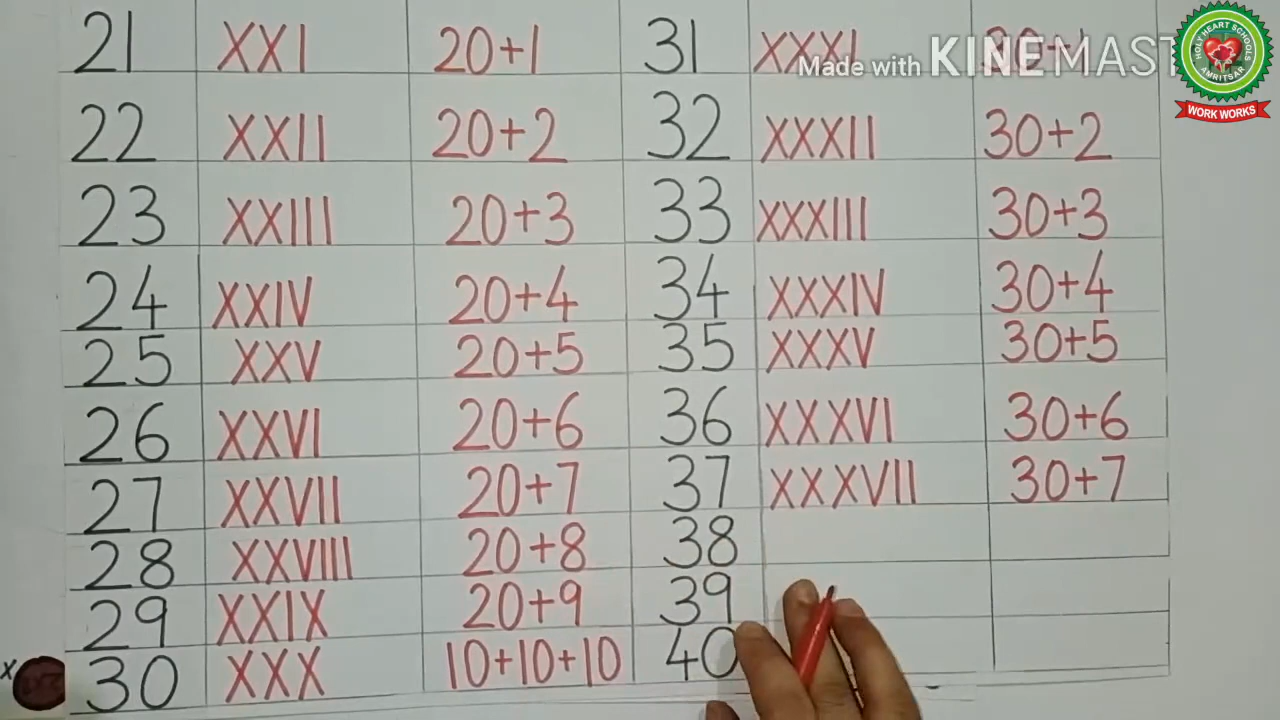 21 XXI 20+1 31 XXXI 30+1
Made with KINEMAST
HOLY HEART SCHOOLS
AMRITSAR
WORK WORKS
22 XXII 20+2 32 XXXII 30+2
23 XXIII 20+3 33 XXXIII 30+3
24 XXIV 20+4 34 XXXIV 30+4
25 XXV 20+5 35 XXXV 30+5
26 XXVI 20+6 36 XXXVI 30+6
27 XXVII 20+7 37 XXXVII 30+7
28 XXVIII 20+8 38
29 XXIX 20+9 39
x 30 XXX 10+10+10 40